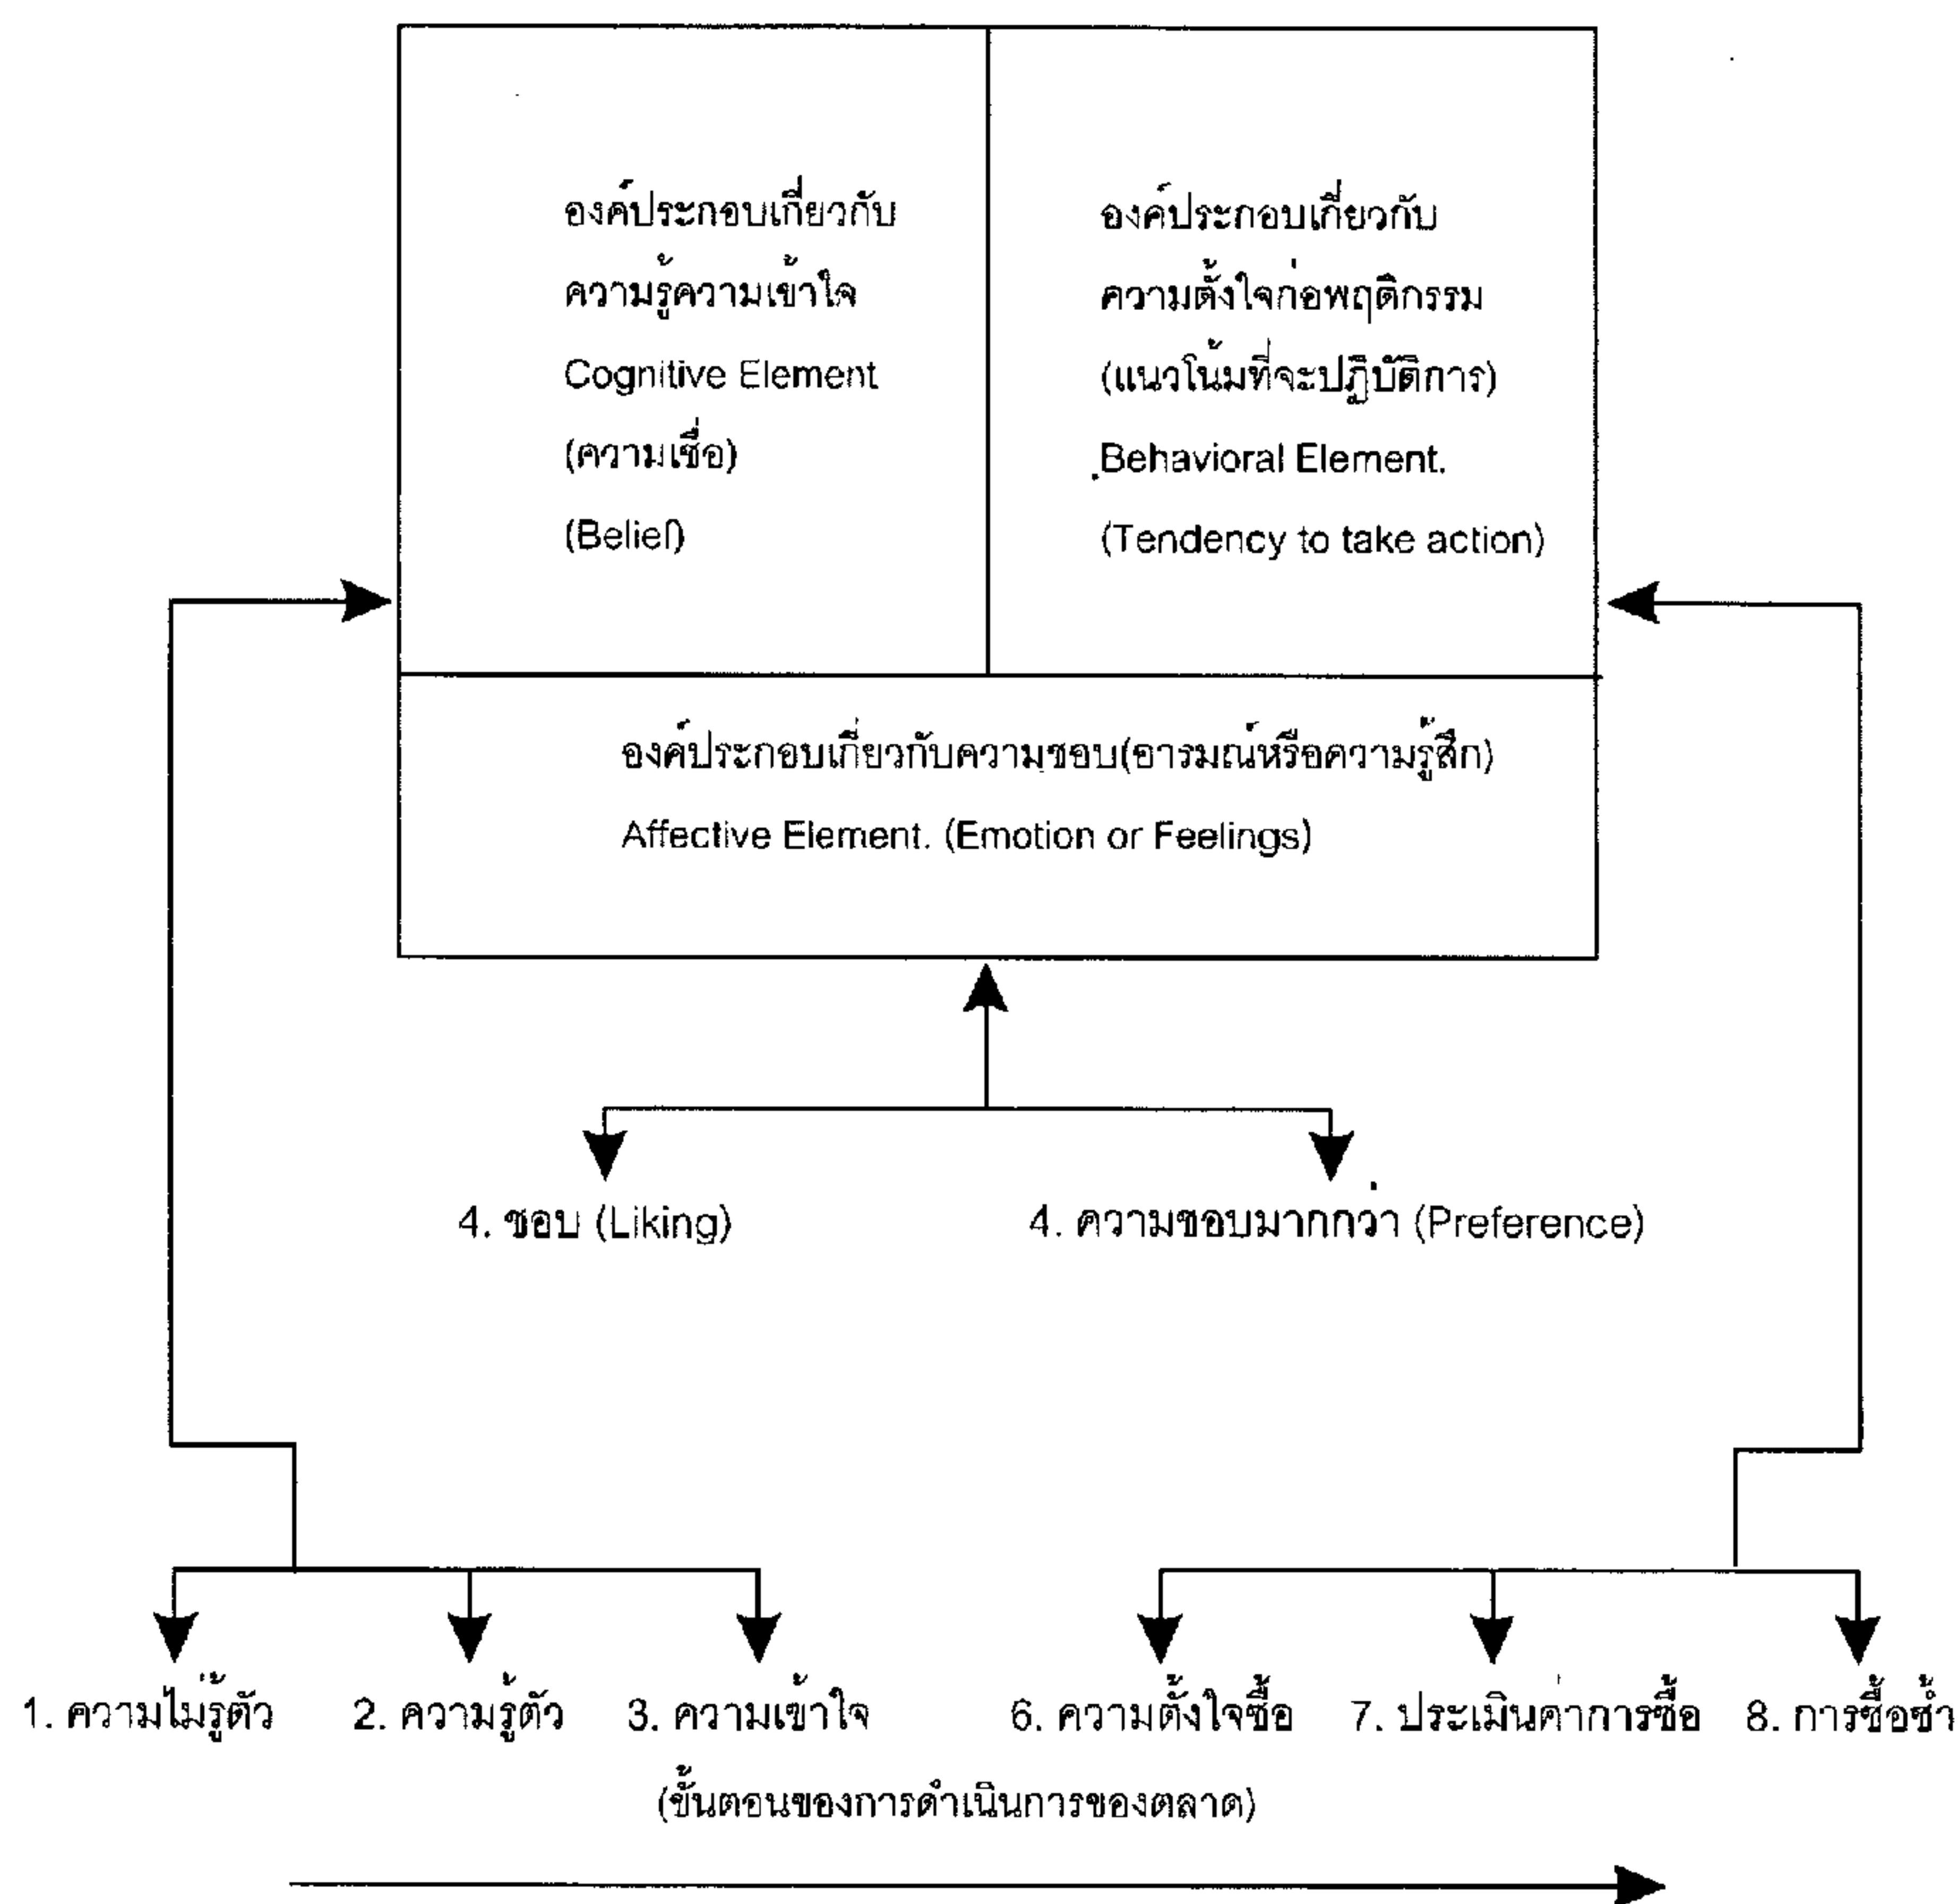 องค์ประกอบเกี่ยวกับ
ความรู้ความเข้าใจ
Cognitive Element
(ความเชื่อ)
(Belief)
องค์ประกอบเกี่ยวกับ
ความตั้งใจก่อพฤติกรรม
(แนวโน้มที่จะปฏิบัติการ)
Behavioral Element.
(Tendency to take action)
องค์ประกอบเกี่ยวกับความชอบ(อารมณ์หรือความรู้สึก)
Affective Element. (Emotion or Feelings)
4. ชอบ (Liking)
4. ความชอบมากกว่า (Preference)
1. ความไม่รู้ตัว
2. ความรู้ตัว
3. ความเข้าใจ
6. ความตั้งใจซื้อ
7. ประเมินค่าการซื้อ
8. การซื้อซ้ำ
(ขั้นตอนของการดำเนินการของตลาด)